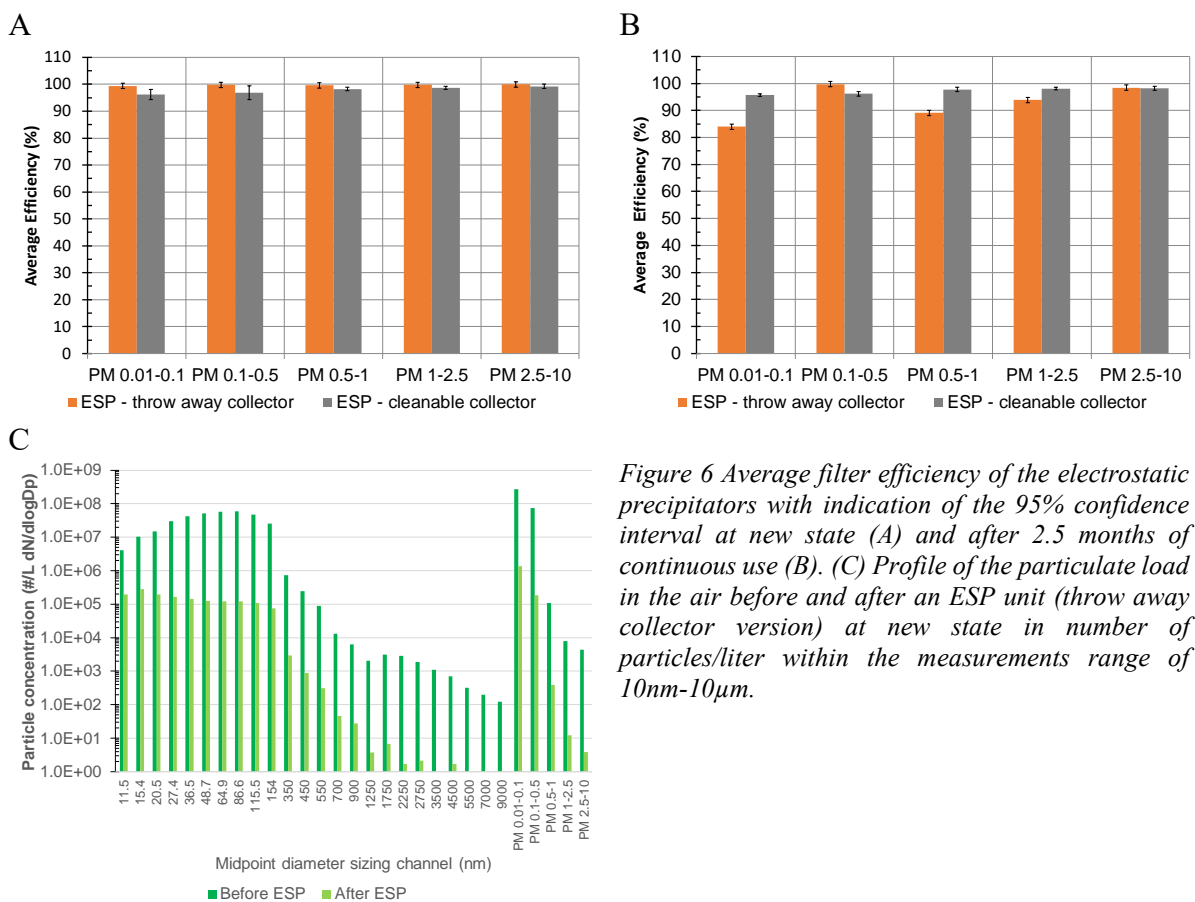 A
110
100
90
80
70
60
50
40
30
20
10
0
Average Efficiency (%)
PM 0.01-0.1 PM 0.1-0.5 PM 0.5-1 PM 1-2.5 PM 2.5-10
ESP - throw away collector ESP - cleanable collector
B
110
100
90
80
70
60
50
40
30
20
10
0
Average Efficiency (%)
PM 0.01-0.1 PM 0.1-0.5 PM 0.5-1 PM 1-2.5 PM 2.5-10
ESP - throw away collector ESP - cleanable collector
C
1.0E+09
1.0E+08
1.0E+07
1.0E+06
1.0E+05
1.0E+04
1.0E+03
1.0E+02
1.0E+01
1.0E+00
Particle concentration (#/L dN/dlogDp)
11.5
15.4
20.5
27.4
36.5
48.7
64.9
86.6
115.5
154
350
450
550
700
900
1250
1750
2250
2750
3500
4500
5500
7000
9000
PM 0.01-0.1
PM 0.1-0.5
PM 0.5-1
PM 1-2.5
PM 2.5-10
Midpoint diameter sizing channel (nm)
Before ESP After ESP
Figure 6 Average filter efficiency of the electrostatic
precipitators with indication of the 95% confidence
interval at new state (A) and after 2.5 months of
continuous use (B). (C) Profile of the particulate load
in the air before and after an ESP unit (throw away
collector version) at new state in number of
particles/liter within the measurements range of
10nm-10µm.